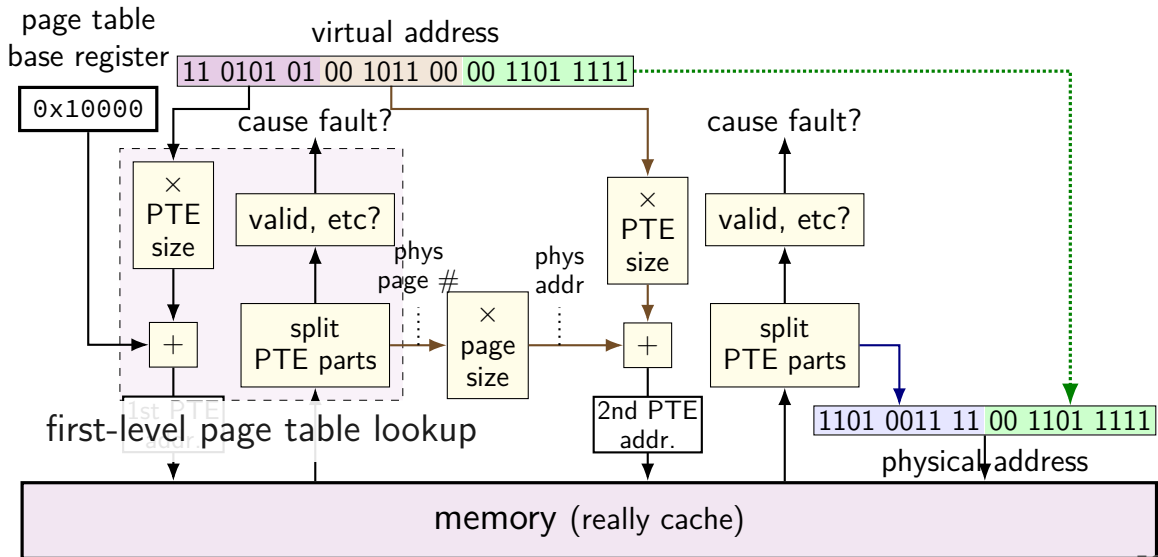 page table
base register
virtual address
11 0101 01 00 1011 00 00 1101 1111
0x10000
cause fault?
cause fault?
×
PTE
size
valid, etc?
×
PTE
size
valid, etc?
phys
page #
phys
addr
+
split
PTE parts
×
page
size
+
split
PTE parts
1st PTE
addr.
first-level page table lookup
2nd PTE
addr.
1101 0011 11 00 1101 1111
physical address
memory (really cache)